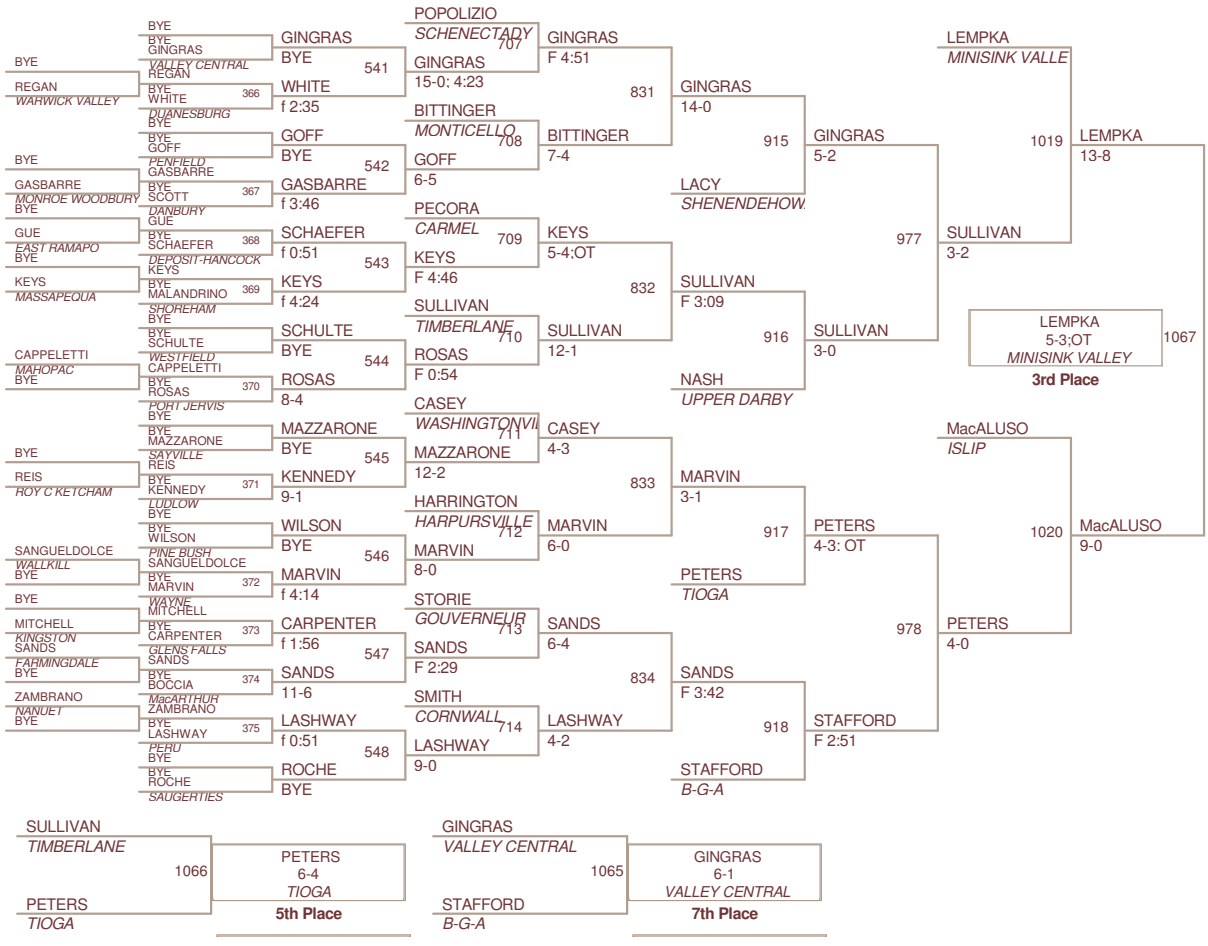 BYE
REGAN
WARWICK VALLEY
BYE
GASBARRE
MONROE WOODBURY
BYE
GUE
EAST RAMAPO
BYE
KEYS
MASSAPEQUA
CAPPELETTI
MAHOPAC
BYE
BYE
REIS
ROY C KETCHAM
SANGUELDOLCE
WALLKILL
BYE
BYE
MITCHELL
KINGSTON
SANDS
FARMINGDALE
BYE
ZAMBRANO
NANUET
BYE
BYE
BYE
GINGRAS
VALLEY CENTRAL
REGAN
BYE
366
WHITE
DUANESBURG
BYE
BYE
GOFF
PENFIELD
GASBARRE
BYE
367
SCOTT
DANBURY
GUE
BYE
368
SCHAEFER
DEPOSIT-HANCOCK
KEYS
BYE
369
MALANDRINO
SHOREHAM
BYE
BYE
SCHULTE
WESTFIELD
CAPPELETTI
BYE
370
ROSAS
PORT JERVIS
BYE
BYE
MAZZARONE
SAYVILLE
REIS
BYE
371
KENNEDY
LUDLOW
BYE
BYE
WILSON
PINE BUSH
SANGUELDOLCE
BYE
372
MARVIN
WAYNE
MITCHELL
BYE
373
CARPENTER
GLENS FALLS
SANDS
BYE
374
BOCCIA
MacARTHUR
ZAMBRANO
BYE
375
LASHWAY
PERU
BYE
BYE
ROCHE
SAUGERTIES
GINGRAS
BYE
541
WHITE
f 2:35
GOFF
BYE
542
GASBARRE
f 3:46
SCHAEFER
f 0:51
543
KEYS
f 4:24
SCHULTE
BYE
544
ROSAS
8-4
MAZZARONE
BYE
545
KENNEDY
9-1
WILSON
BYE
546
MARVIN
f 4:14
CARPENTER
f 1:56
547
SANDS
11-6
LASHWAY
f 0:51
548
ROCHE
BYE
POPOLIZIO
SCHENECTADY
707
GINGRAS
15-0; 4:23
BITTINGER
MONTICELLO
708
GOFF
6-5
PECORA
CARMEL
709
KEYS
F 4:46
SULLIVAN
TIMBERLANE
710
ROSAS
F 0:54
CASEY
WASHINGTONVIL
711
MAZZARONE
12-2
HARRINGTON
HARPURSVILLE
712
MARVIN
8-0
STORIE
GOUVERNEUR
713
SANDS
F 2:29
SMITH
CORNWALL
714
LASHWAY
9-0
GINGRAS
F 4:51
831
BITTINGER
7-4
KEYS
5-4;OT
832
SULLIVAN
12-1
CASEY
4-3
833
MARVIN
6-0
SANDS
6-4
834
LASHWAY
4-2
GINGRAS
14-0
915
LACY
SHENENDEHOW
SULLIVAN
F 3:09
916
NASH
UPPER DARBY
MARVIN
3-1
917
PETERS
TIOGA
SANDS
F 3:42
918
STAFFORD
B-G-A
GINGRAS
5-2
977
SULLIVAN
3-0
PETERS
4-3: OT
978
STAFFORD
F 2:51
LEMPKA
MINISINK VALLE
1019
SULLIVAN
3-2
MacALUSO
ISLIP
1020
PETERS
4-0
LEMPKA
13-8
1067
MacALUSO
9-0
LEMPKA
5-3;OT
MINISINK VALLEY
3rd Place
SULLIVAN
TIMBERLANE
1066
PETERS
TIOGA
PETERS
6-4
TIOGA
5th Place
GINGRAS
VALLEY CENTRAL
1065
STAFFORD
B-G-A
GINGRAS
6-1
VALLEY CENTRAL
7th Place